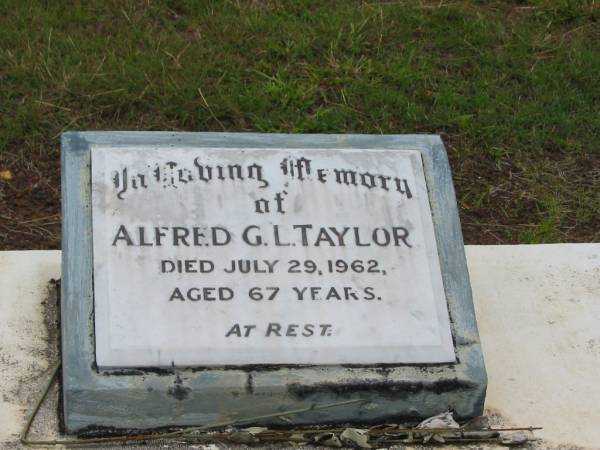 In Loving Memory
of
ALFRED G. L. TAYLOR
DIED JULY 29, 1962,
AGED 67 YEARS.
AT REST.